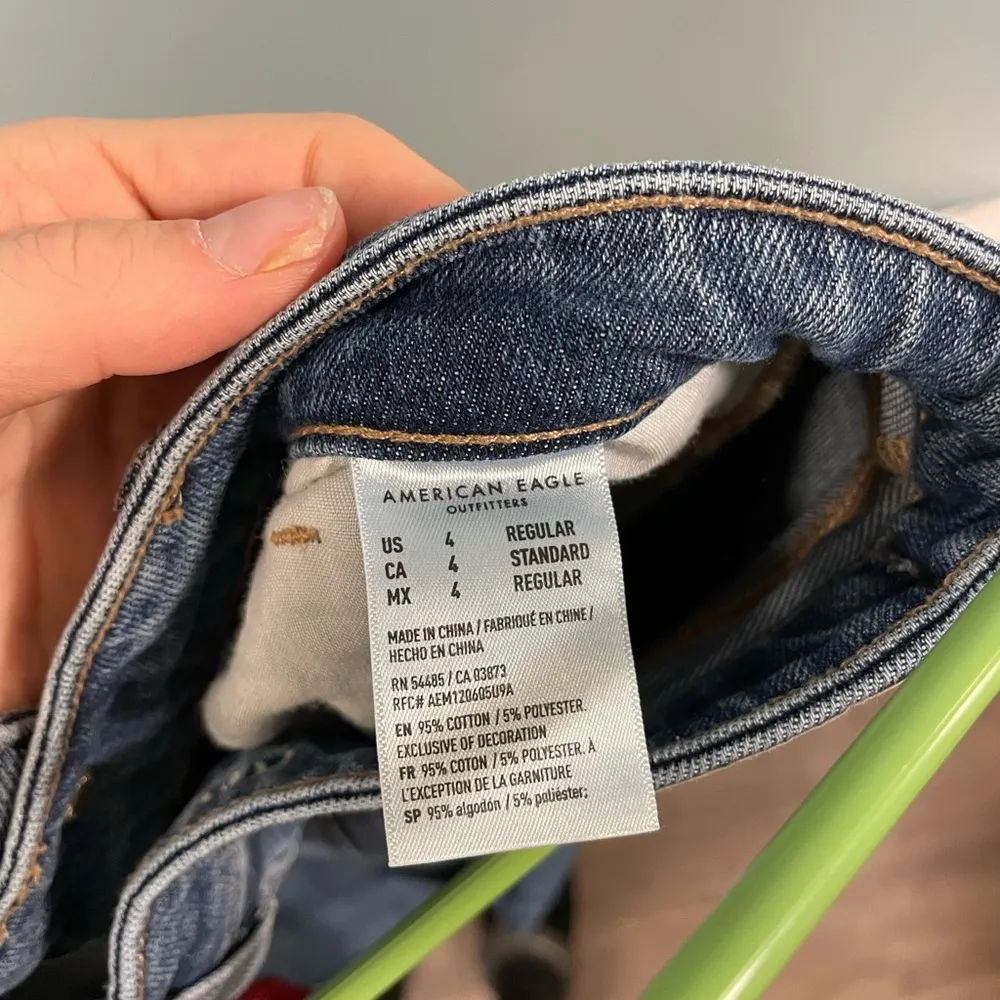 AMERICAN EAGLE
OUTFITTERS
US 4 REGULAR
CA 4 STANDARD
MX 4 REGULAR
MADE IN CHINA / FABRIQUÉ EN CHINE /
HECHO EN CHINA
RN 54485 / CA 03873
RFC# AEM120605U9A
EN 95% COTTON / 5% POLYESTER.
EXCLUSIVE OF DECORATION
FR 95% COTON / 5% POLYESTER. À
L'EXCEPTION DE LA GARNITURE
SP 95% algodón / 5% poliéster;